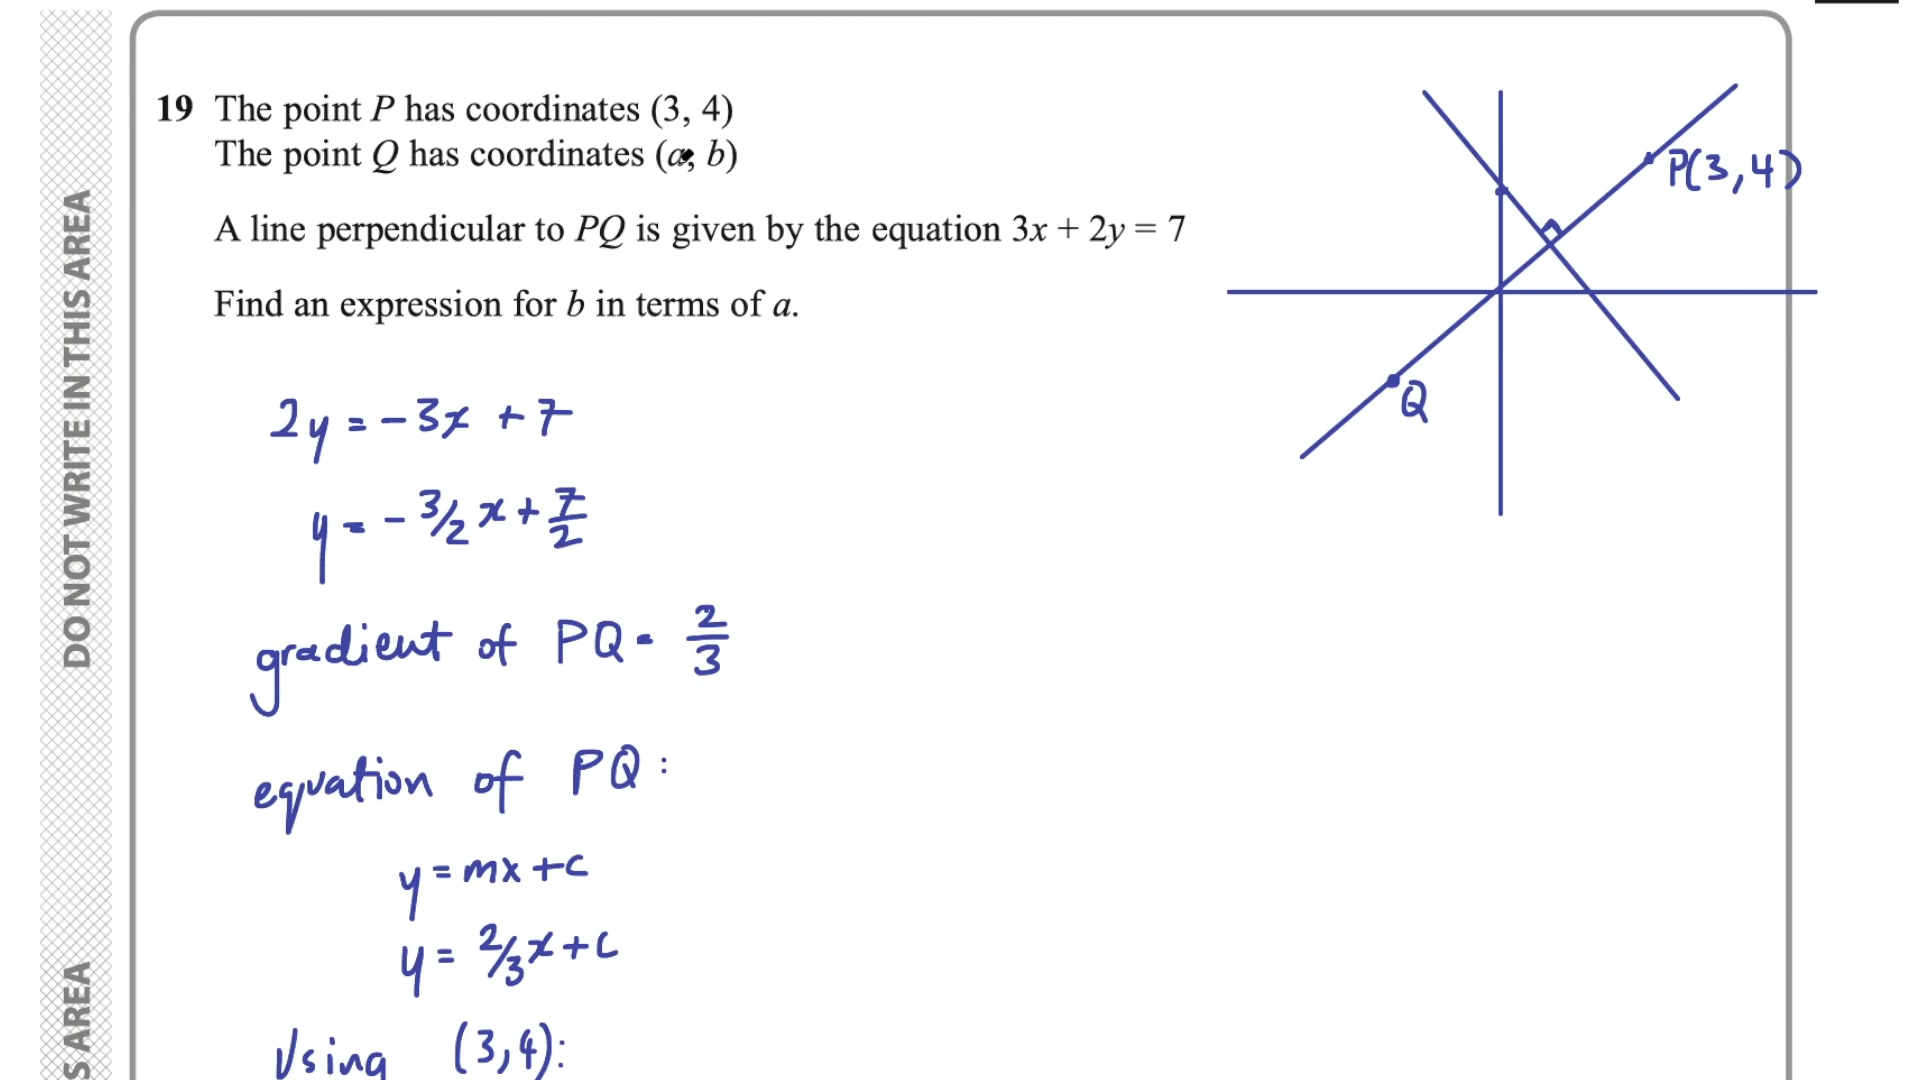 19 The point P has coordinates (3, 4)
The point Q has coordinates (a, b)
A line perpendicular to PQ is given by the equation 3x + 2y = 7
Find an expression for b in terms of a.
P(3,4)
Q
2y = -3x + 7
y = - 3/2 x + 7/2
gradient of PQ = 2/3
equation of PQ:
y = mx + c
y = 2/3 x + c
Using (3,4):
DO NOT WRITE IN THIS AREA
S AREA